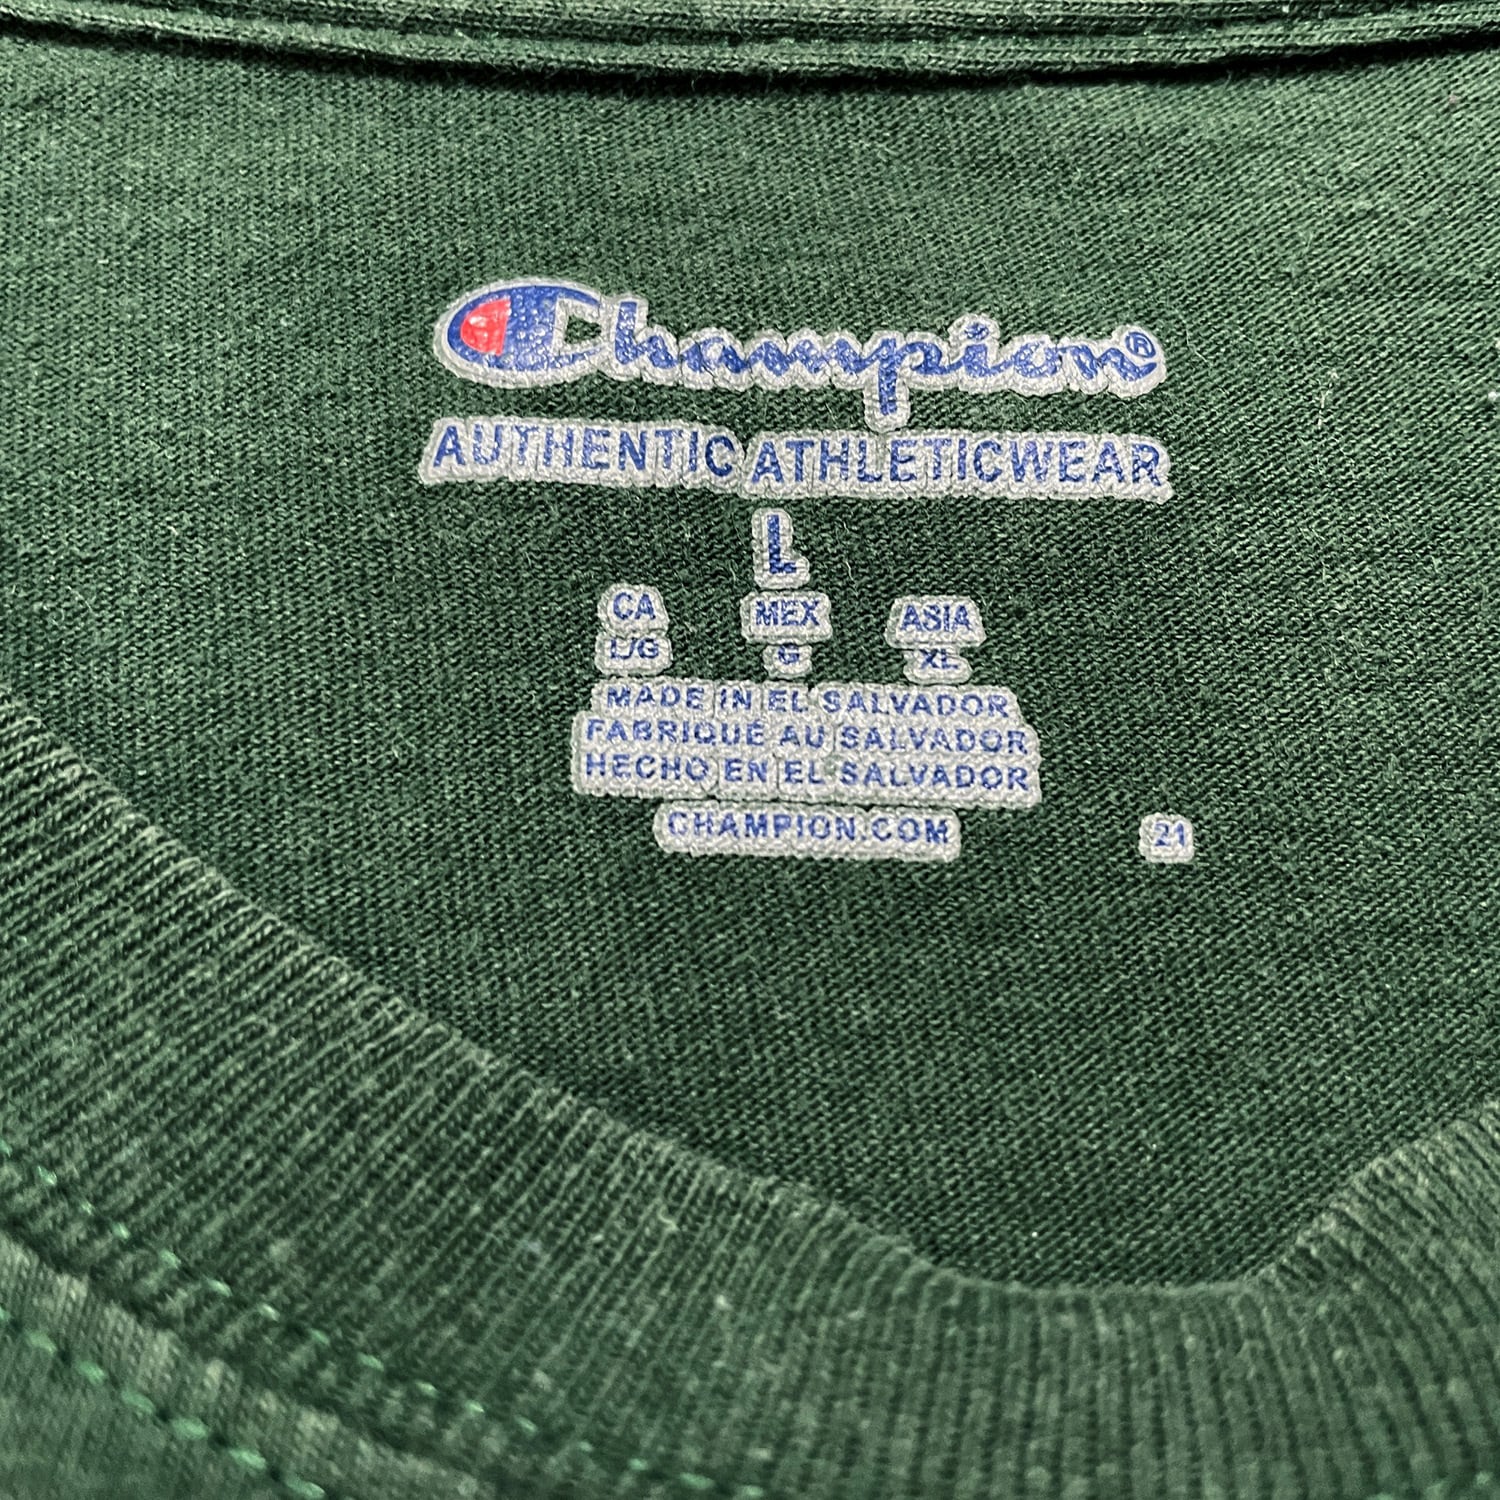 Champion®
AUTHENTIC ATHLETICWEAR
L
CA MEX ASIA
L/G G XL
MADE IN EL SALVADOR
FABRIQUÉ AU SALVADOR
HECHO EN EL SALVADOR
CHAMPION.COM 21